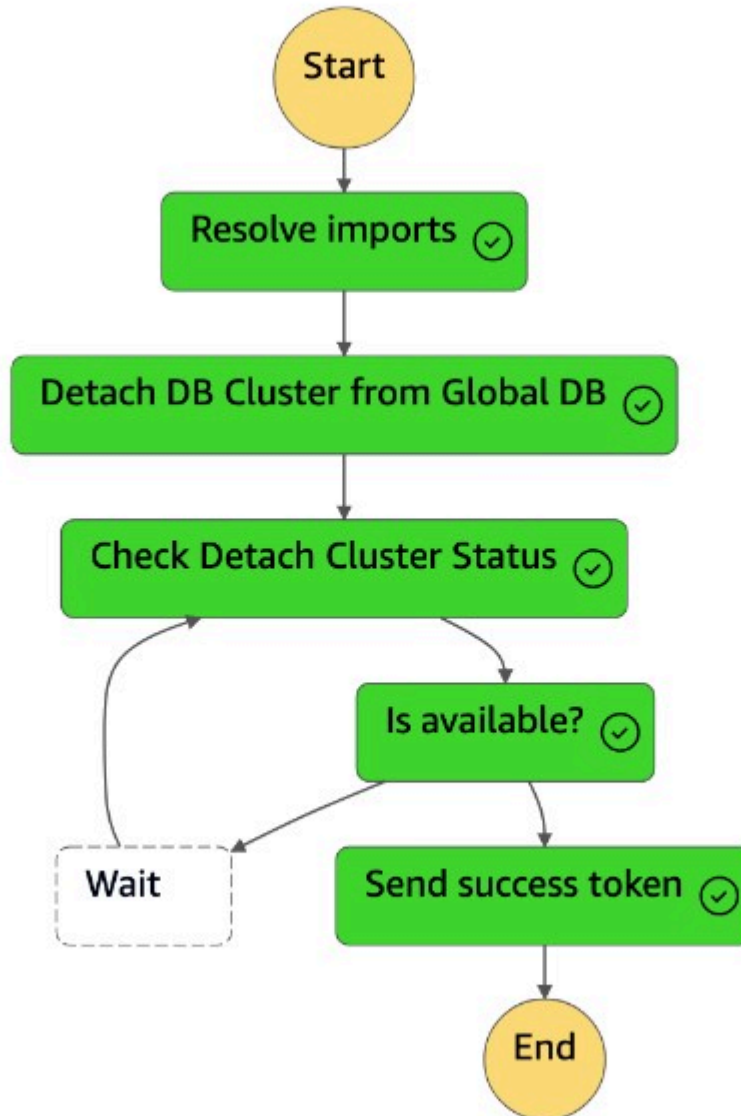 Start
Resolve imports
Detach DB Cluster from Global DB
Check Detach Cluster Status
Is available?
Wait
Send success token
End